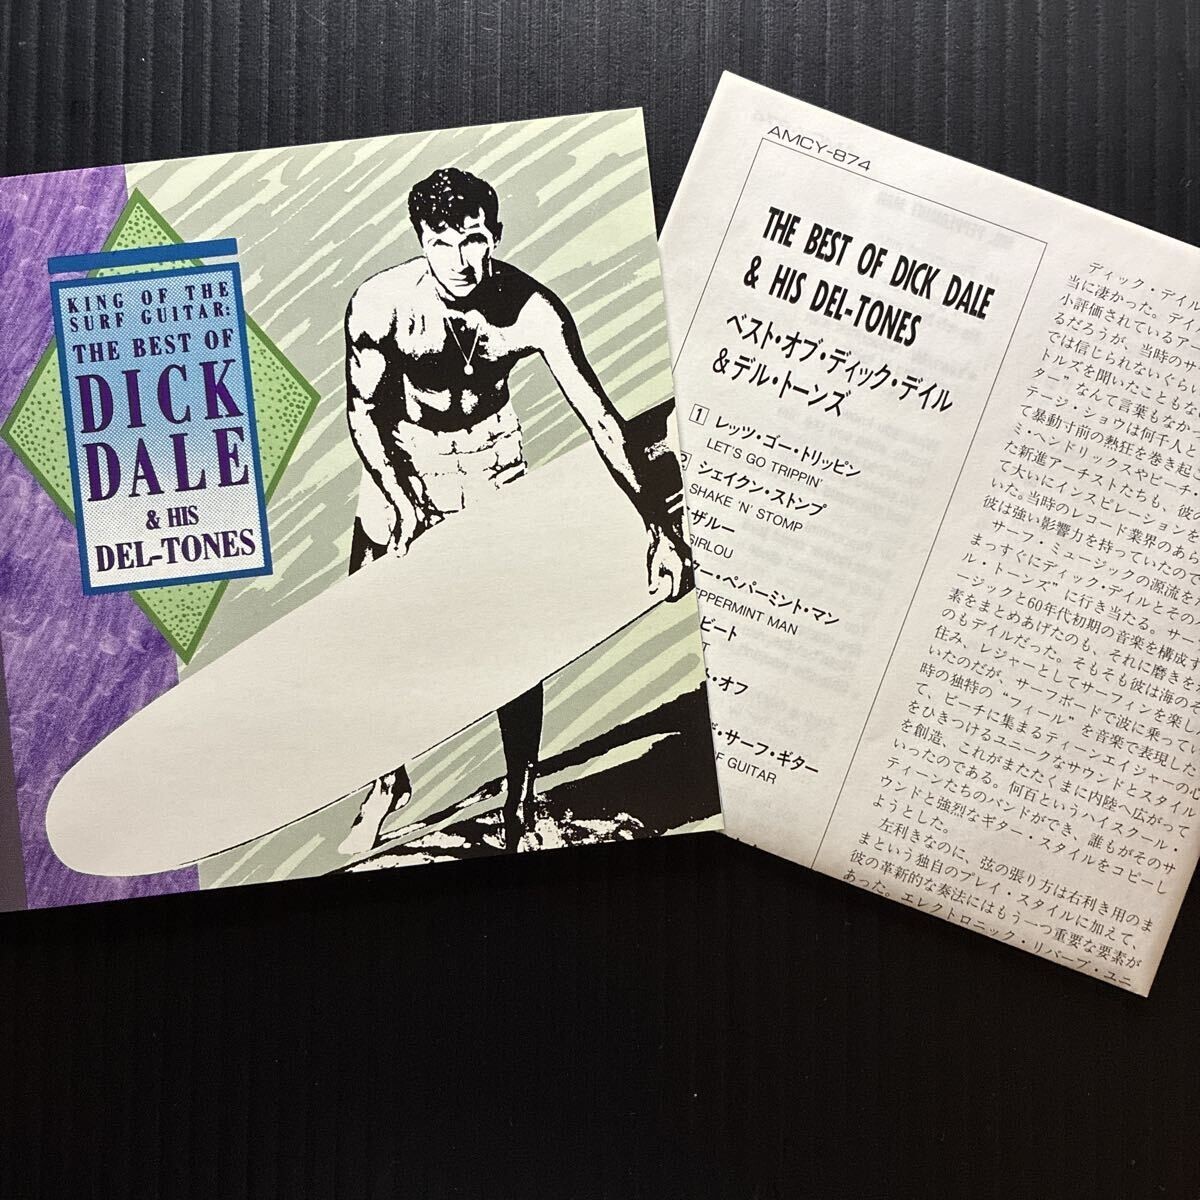 KING OF THE
SURF GUITAR:
THE BEST OF
DICK
DALE
& HIS
DEL-TONES
AMCY-874
THE BEST OF DICK DALE
& HIS DEL-TONES
ベスト・オブ・ディック・デイル
&デル・トーンズ
1 レッツ・ゴー・トリッピン
LET'S GO TRIPPIN'
2 シェイクン・ストンプ
SHAKE 'N' STOMP
ザルー
SIRLOU
ター・ペパーミント・マン
PEPPERMINT MAN
ビート
T
・オフ
ザ・サーフ・ギター
GUITAR
ディック・デイル
当に凄かった。デイ
小評価されているアー
るだろうが、当時のサ
では信じられないぐらい
トルズを聞いたこともな
ター"なんて言葉もなかっ
テージ・ショウは何千人と
て暴動寸前の熱狂を巻き起
ミ・ヘンドリックスやビーチ・
た新進アーチストたちも、彼の
て大いにインスピレーションを
いた。当時のレコード業界のあら
彼は強い影響力を持っていたので
サーフ・ミュージックの源流をた
まっすぐにディック・デイルとその
ル・トーンズ"に行き当たる。サー
ージックと60年代初期の音楽を構成す
素をまとめあげたのも、それに磨きを
のもデイルだった。そもそも彼は海のそ
住み、レジャーとしてサーフィンを楽し
いたのだが、サーフボードで波に乗ってい
時の独特の"フィール"を音楽で表現した
て、ビーチに集まるティーンエイジャーの心
をひきつけるユニークなサウンドとスタイル
を創造、これがまたたくまに内陸へ広がって
いったのである。何百というハイスクール・
ティーンたちのバンドができ、誰もがそのサ
ウンドと強烈なギター・スタイルをコピーし
ようとした。
左利きなのに、弦の張り方は右利き用のま
まという独自のプレイ・スタイルに加えて、
彼の革新的な奏法にはもう一つ重要な要素が
あった。エレクトロニック・リバーブ・ユニ